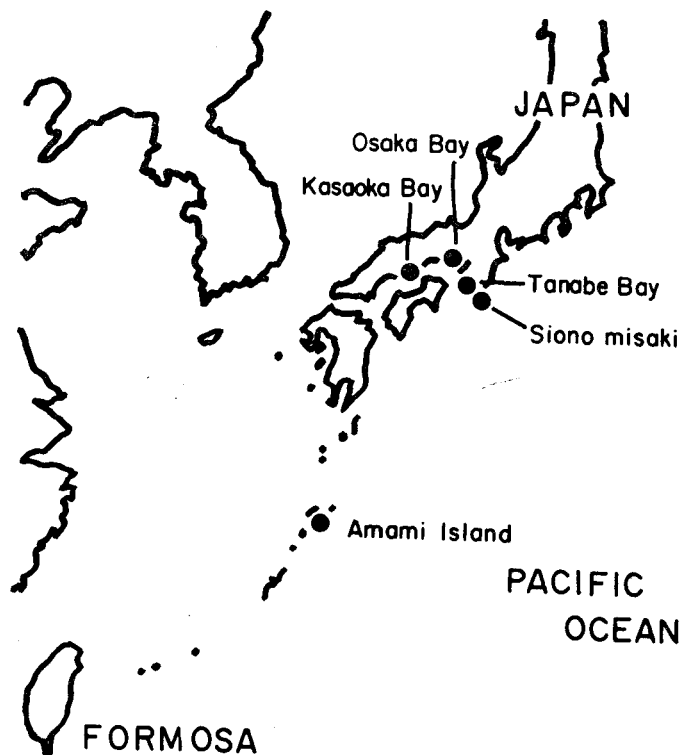 JAPAN
Osaka Bay
Kasaoka Bay
Tanabe Bay
Siono misaki
Amami Island
PACIFIC
OCEAN
FORMOSA